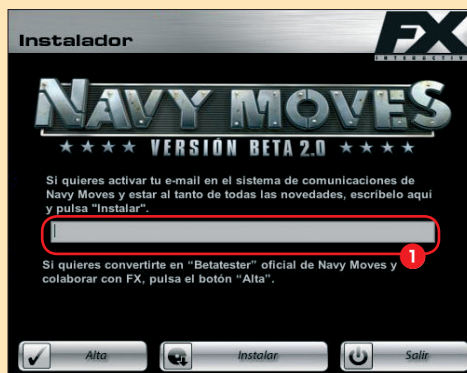 Instalador
FX
INTERACTIVE
NAVY MOVES
★★★★ VERSIÓN BETA 2.0 ★★★★
Si quieres activar tu e-mail en el sistema de comunicaciones de
Navy Moves y estar al tanto de todas las novedades, escríbelo aquí
y pulsa "Instalar".
1
Si quieres convertirte en “Betatester” oficial de Navy Moves y
colaborar con FX, pulsa el botón “Alta”.
Alta
Instalar
Salir